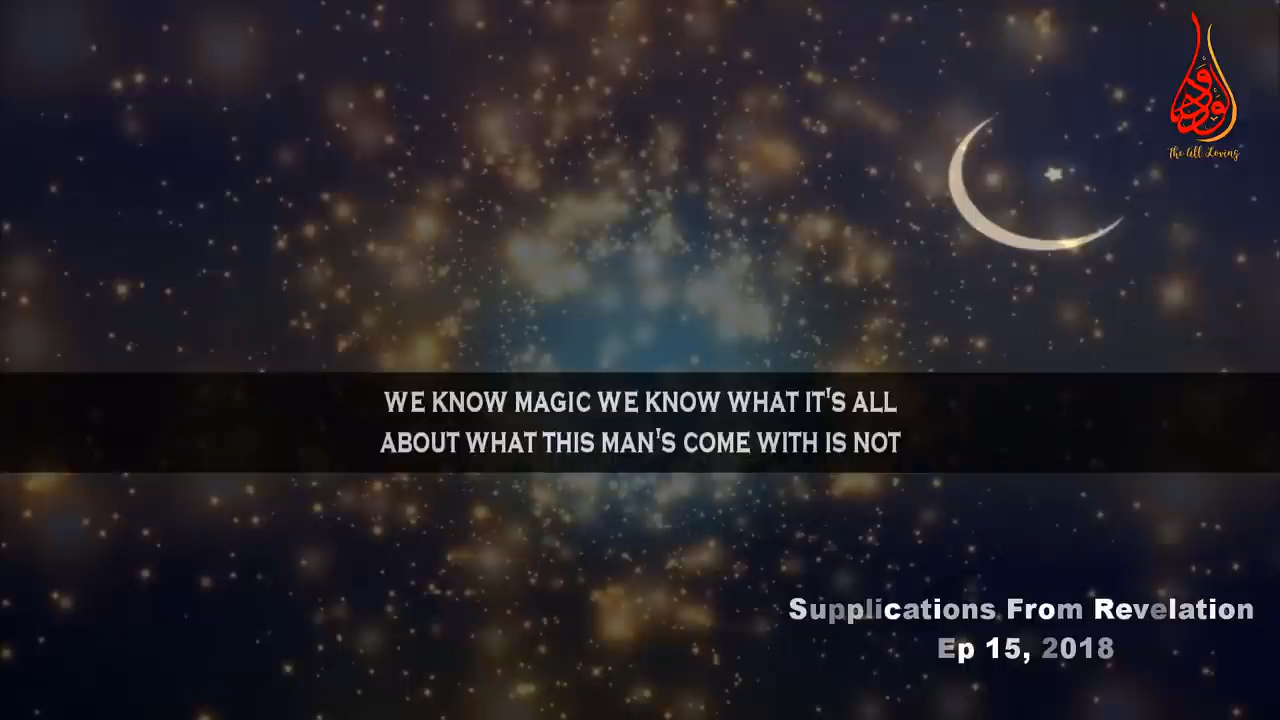 الودود
The All Loving
WE KNOW MAGIC WE KNOW WHAT IT'S ALL
ABOUT WHAT THIS MAN'S COME WITH IS NOT
Supplications From Revelation
Ep 15, 2018